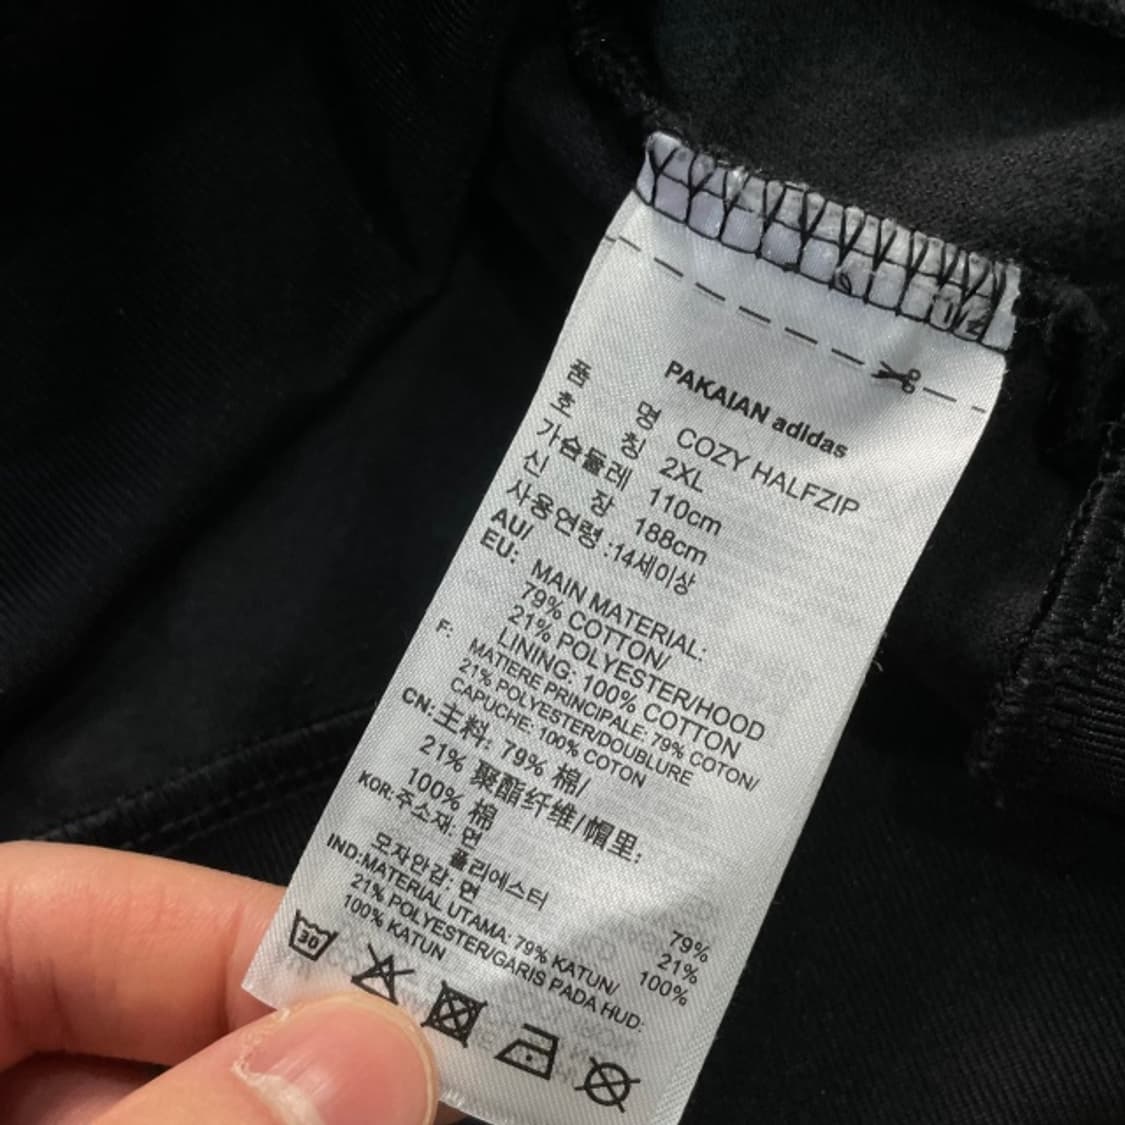 PAKAIAN adidas
품 명 COZY HALFZIP
호 칭 2XL
가슴둘레 110cm
신 장 188cm
사용연령 :14세이상
AU/
EU: MAIN MATERIAL:
79% COTTON/
21% POLYESTER/HOOD
LINING: 100% COTTON
F: MATIERE PRINCIPALE: 79% COTON/
21% POLYESTER/DOUBLURE
CAPUCHE: 100% COTON
CN: 主料: 79% 棉/
21% 聚酯纤维/帽里:
100% 棉
KOR: 주소재: 면 79%
폴리에스터 21%
모자안감: 면 100%
IND: MATERIAL UTAMA: 79% KATUN/
21% POLYESTER/GARIS PADA HUD:
100% KATUN
30